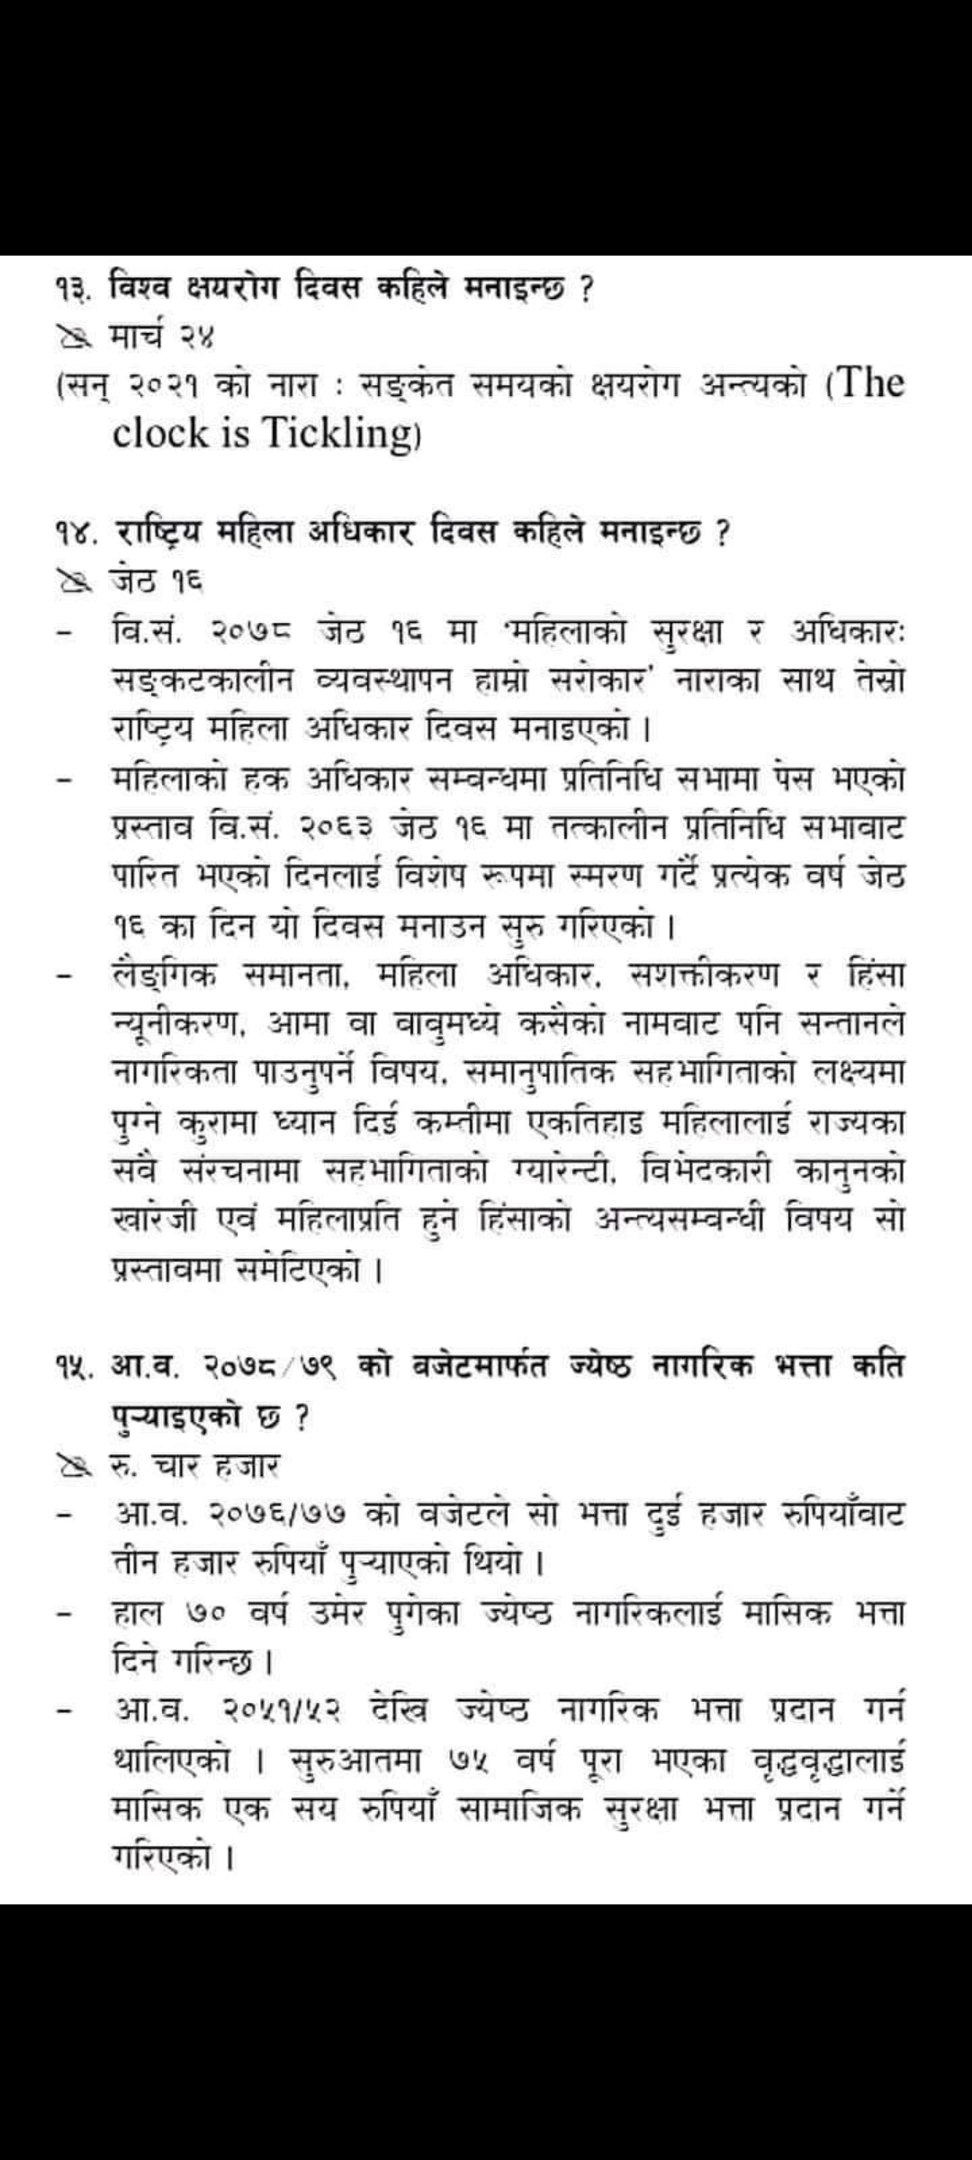 १३. विश्व क्षयरोग दिवस कहिले मनाइन्छ ?
मार्च २४
(सन् २०२१ को नारा : सङ्केत समयको क्षयरोग अन्त्यको (The
clock is Tickling)
१४. राष्ट्रिय महिला अधिकार दिवस कहिले मनाइन्छ ?
जेठ १६
- वि.सं. २०७८ जेठ १६ मा 'महिलाको सुरक्षा र अधिकारः
सङ्कटकालीन व्यवस्थापन हाम्रो सरोकार' नाराका साथ तेस्रो
राष्ट्रिय महिला अधिकार दिवस मनाइएको ।
- महिलाको हक अधिकार सम्बन्धमा प्रतिनिधि सभामा पेस भएको
प्रस्ताव वि.सं. २०६३ जेठ १६ मा तत्कालीन प्रतिनिधि सभाबाट
पारित भएको दिनलाई विशेष रूपमा स्मरण गर्दै प्रत्येक वर्ष जेठ
१६ का दिन यो दिवस मनाउन सुरु गरिएको ।
- लैङ्गिक समानता, महिला अधिकार, सशक्तीकरण र हिंसा
न्यूनीकरण, आमा वा बाबुमध्ये कसैको नामबाट पनि सन्तानले
नागरिकता पाउनुपर्ने विषय, समानुपातिक सहभागिताको लक्ष्यमा
पुग्ने कुरामा ध्यान दिई कम्तीमा एकतिहाइ महिलालाई राज्यका
सबै संरचनामा सहभागिताको ग्यारेन्टी, विभेदकारी कानुनको
खारेजी एवं महिलाप्रति हुने हिंसाको अन्त्यसम्बन्धी विषय सो
प्रस्तावमा समेटिएको ।
१५. आ.व. २०७८/७९ को बजेटमार्फत ज्येष्ठ नागरिक भत्ता कति
पुऱ्याइएको छ ?
रु. चार हजार
- आ.व. २०७६/७७ को बजेटले सो भत्ता दुई हजार रुपियाँबाट
तीन हजार रुपियाँ पुऱ्याएको थियो ।
- हाल ७० वर्ष उमेर पुगेका ज्येष्ठ नागरिकलाई मासिक भत्ता
दिने गरिन्छ ।
- आ.व. २०५१/५२ देखि ज्येष्ठ नागरिक भत्ता प्रदान गर्न
थालिएको । सुरुआतमा ७५ वर्ष पूरा भएका वृद्धवृद्धालाई
मासिक एक सय रुपियाँ सामाजिक सुरक्षा भत्ता प्रदान गर्ने
गरिएको ।